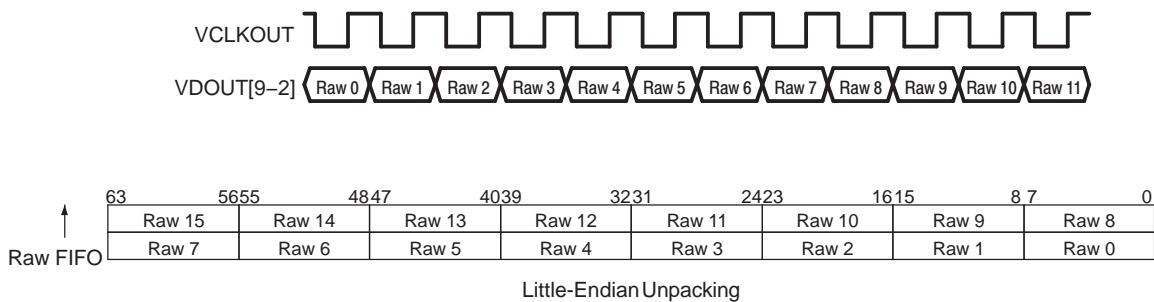 VCLKOUT
VDOUT[9–2] Raw 0 Raw 1 Raw 2 Raw 3 Raw 4 Raw 5 Raw 6 Raw 7 Raw 8 Raw 9 Raw 10 Raw 11
63 5655 4847 4039 3231 2423 1615 8 7 0
Raw 15 Raw 14 Raw 13 Raw 12 Raw 11 Raw 10 Raw 9 Raw 8
Raw FIFO Raw 7 Raw 6 Raw 5 Raw 4 Raw 3 Raw 2 Raw 1 Raw 0
Little-Endian Unpacking